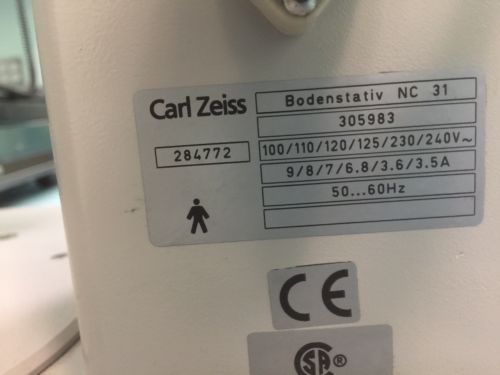 Carl Zeiss
Bodenstativ NC 31
305983
284772
100/110/120/125/230/240V~
9/8/7/6.8/3.6/3.5A
50...60Hz
CE
SA®